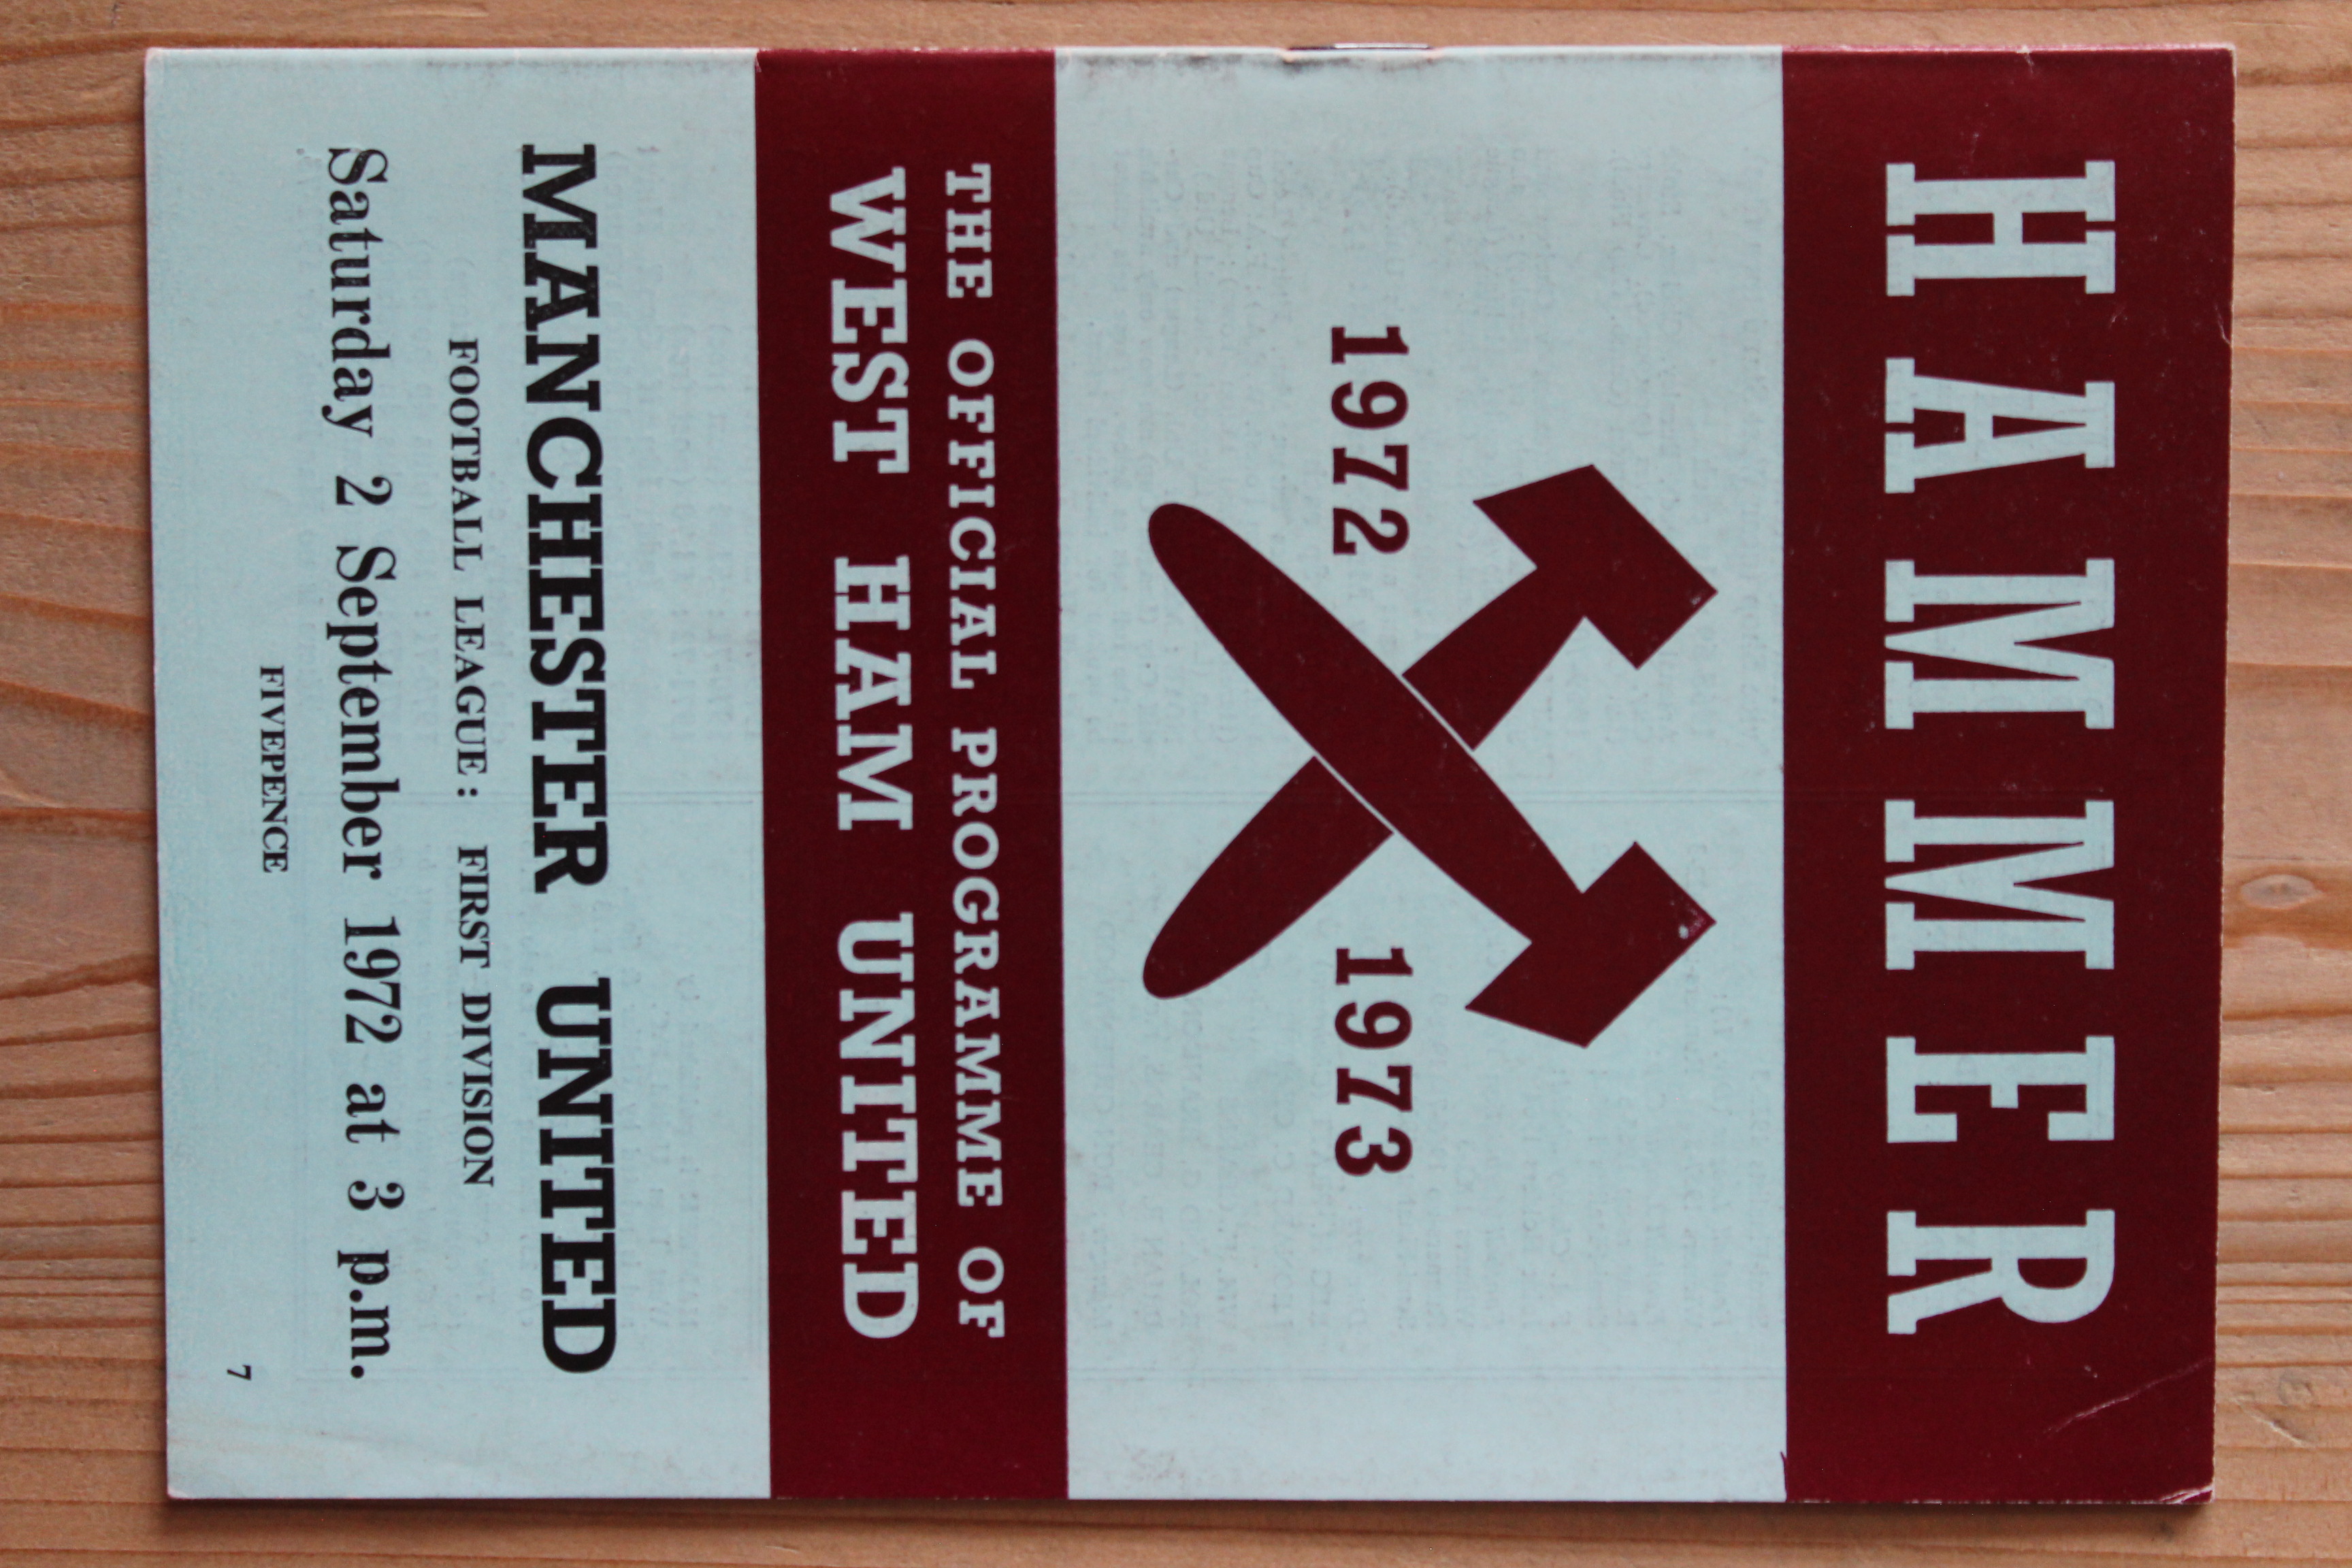 HAMMER
1972 1973
THE OFFICIAL PROGRAMME OF
WEST HAM UNITED
MANCHESTER UNITED
FOOTBALL LEAGUE : FIRST DIVISION
Saturday 2 September 1972 at 3 p.m.
FIVEPENCE
7